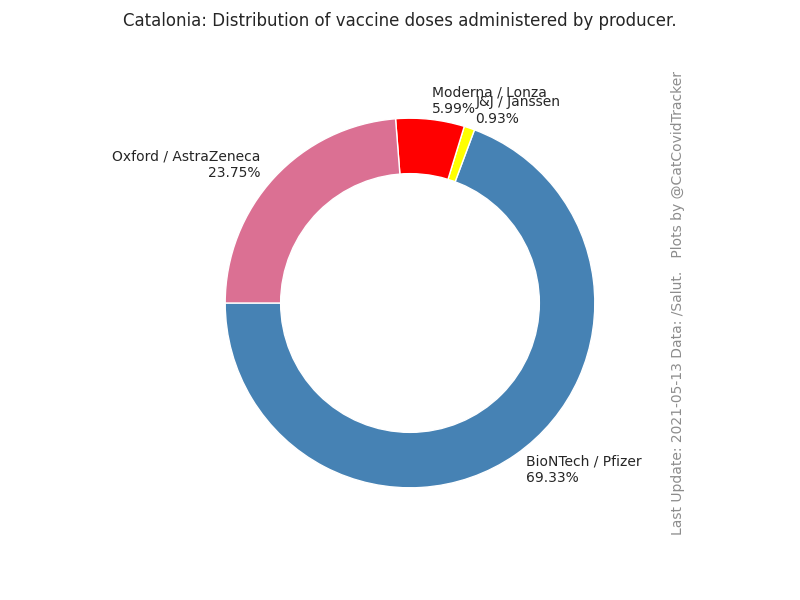 Catalonia: Distribution of vaccine doses administered by producer.
Moderna / Lonza
5.99%
J&J / Janssen
0.93%
Oxford / AstraZeneca
23.75%
BioNTech / Pfizer
69.33%
Last Update: 2021-05-13 Data: /Salut.   Plots by @CatCovidTracker